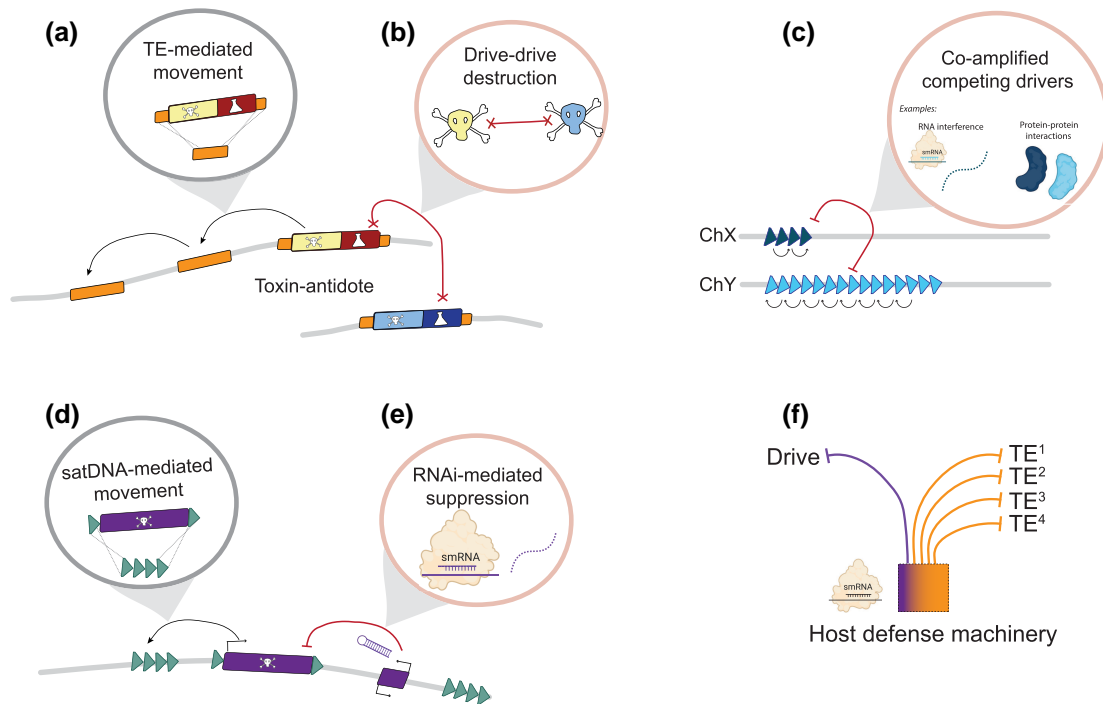 (a)
TE-mediated
movement
(b)
Drive-drive
destruction
Toxin-antidote
(c)
Co-amplified
competing drivers
Examples:
RNA interference
smRNA
Protein-protein
interactions
ChX
ChY
(d)
satDNA-mediated
movement
(e)
RNAi-mediated
suppression
smRNA
(f)
Drive
TE¹
TE²
TE³
TE⁴
smRNA
Host defense machinery